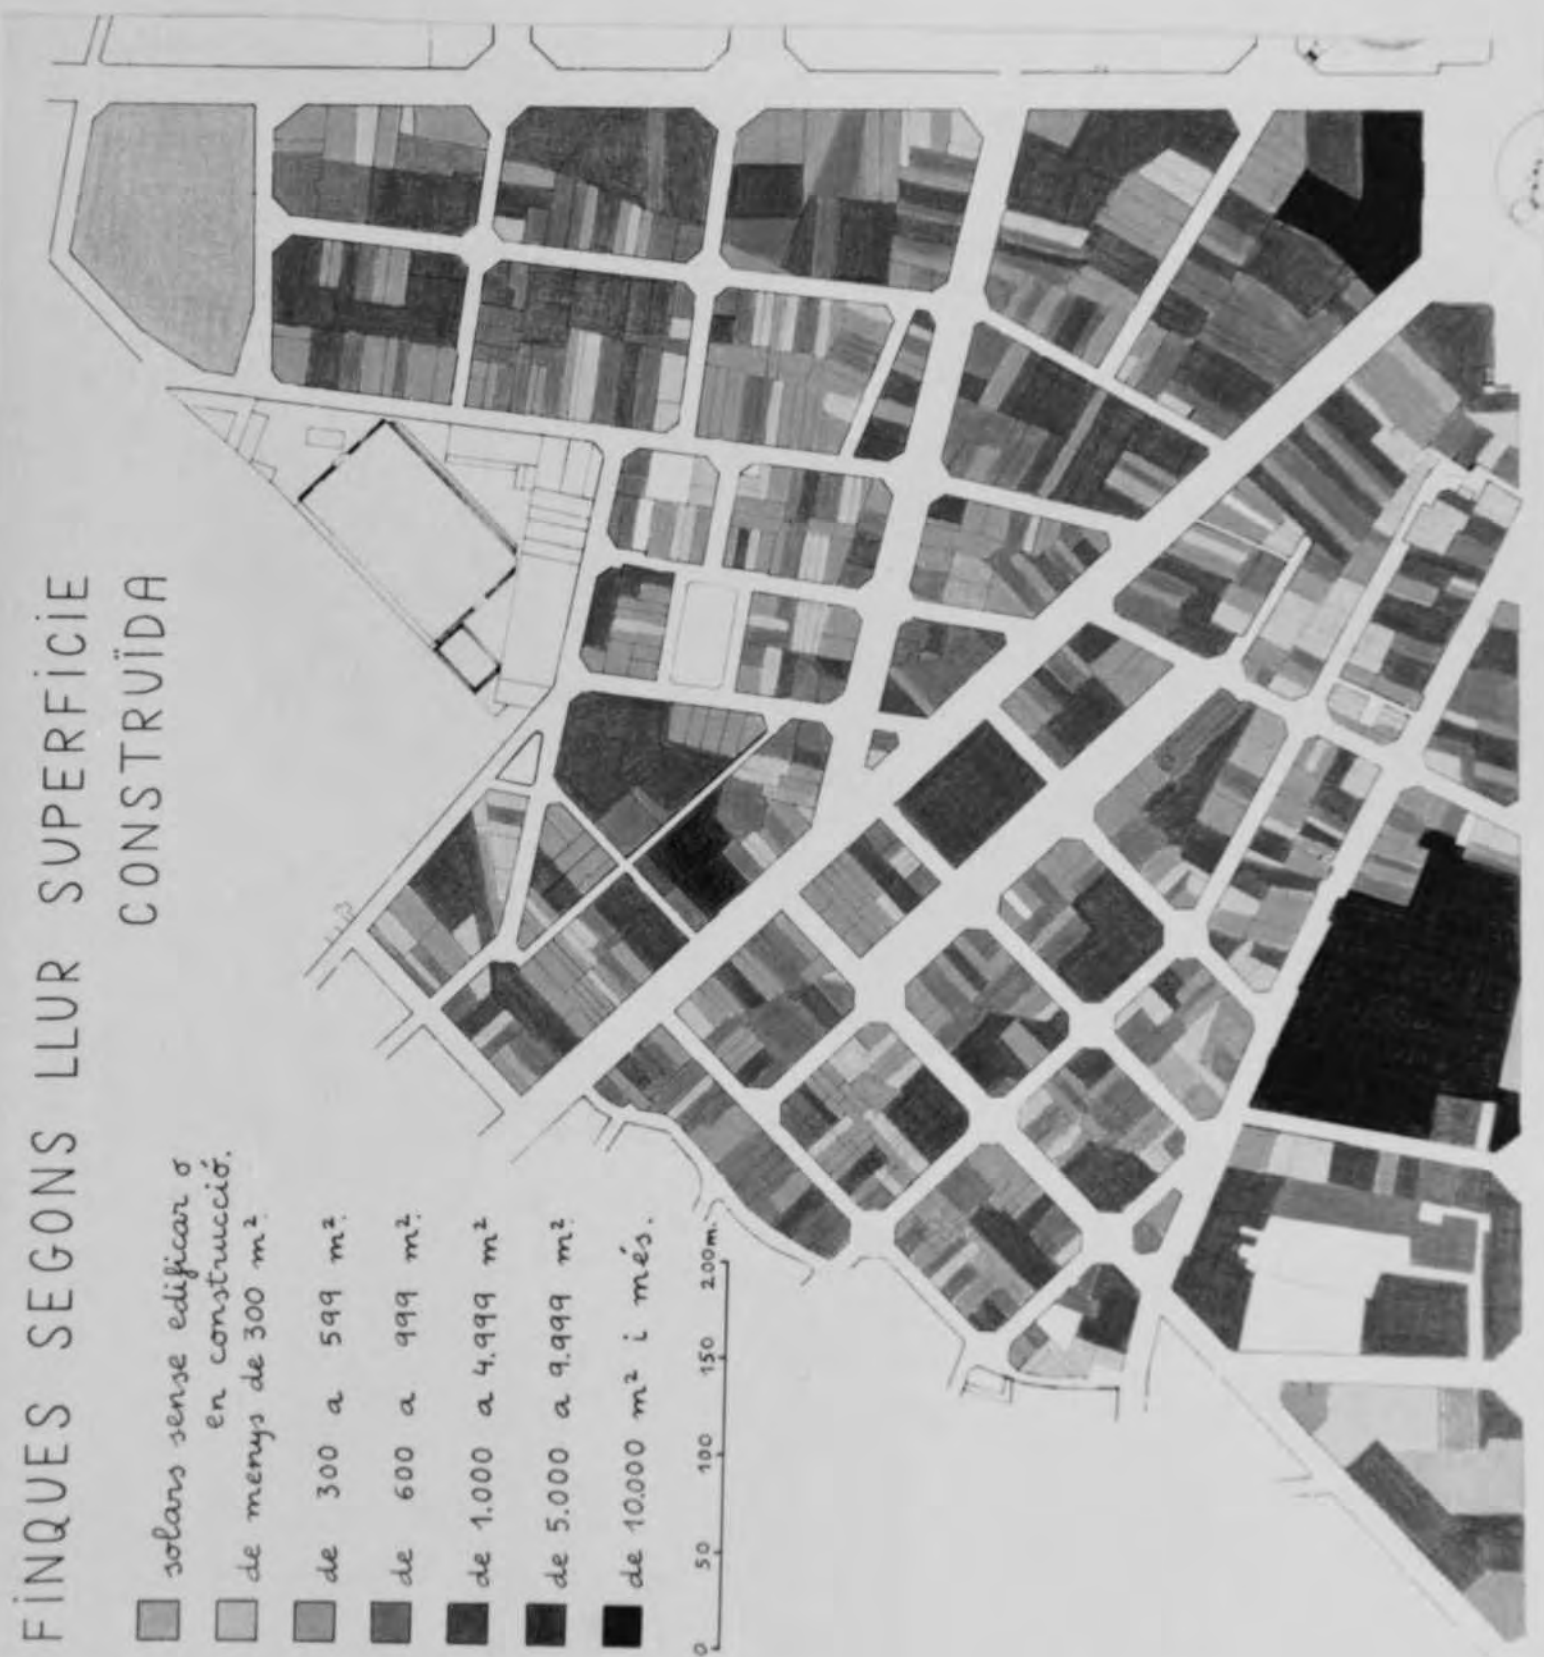 FINQUES SEGONS LLUR SUPERFICIE
CONSTRUÏDA
solars sense edificar o
en construcció.
de menys de 300 m².
de 300 a 599 m².
de 600 a 999 m².
de 1.000 a 4.999 m²
de 5.000 a 9.999 m².
de 10.000 m² i més.
0 50 100 150 200m.